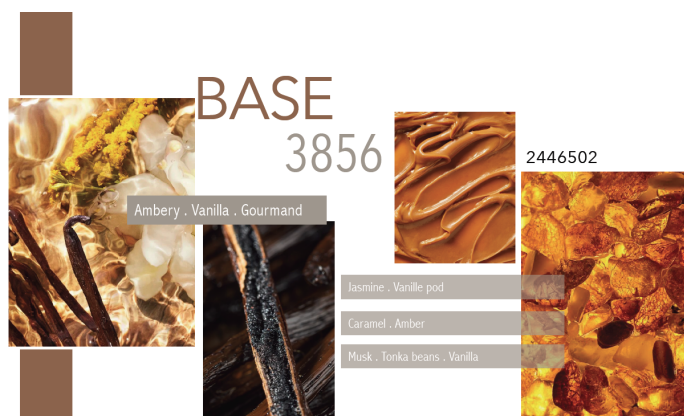 BASE
3856
2446502
Ambery . Vanilla . Gourmand
Jasmine . Vanille pod
Caramel . Amber
Musk . Tonka beans . Vanilla